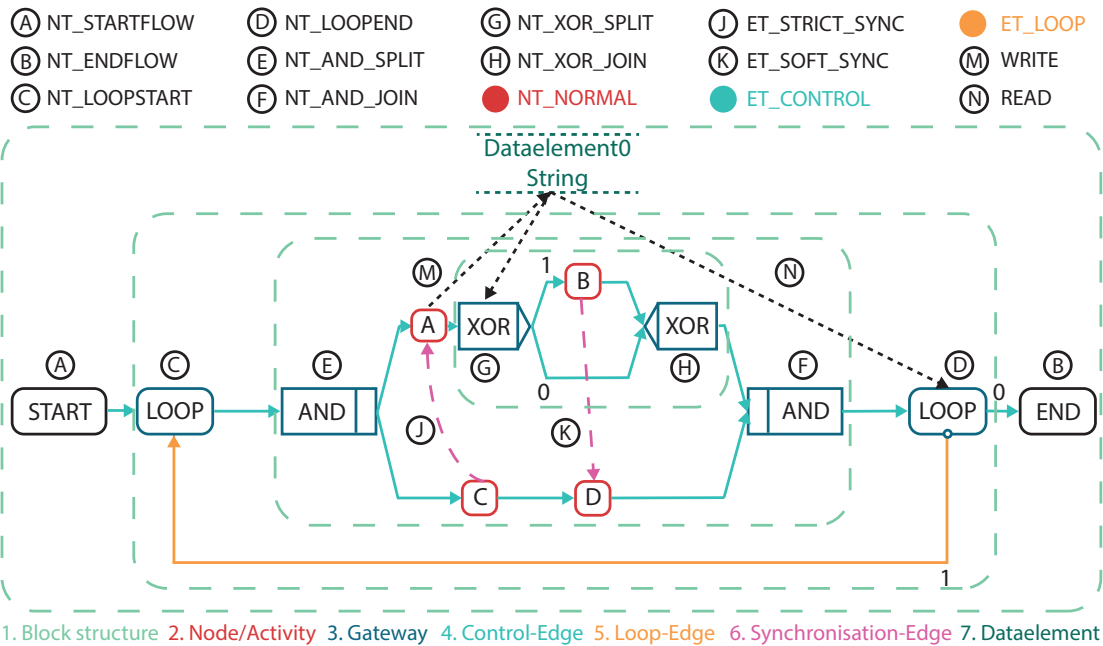 A NT_STARTFLOW D NT_LOOPEND G NT_XOR_SPLIT J ET_STRICT_SYNC ET_LOOP
B NT_ENDFLOW E NT_AND_SPLIT H NT_XOR_JOIN K ET_SOFT_SYNC M WRITE
C NT_LOOPSTART F NT_AND_JOIN NT_NORMAL ET_CONTROL N READ
Dataelement0
String
M
N
1
B
A
XOR
XOR
A
C
E
G
H
F
D
B
0
0
START
LOOP
AND
AND
LOOP
END
J
K
C
D
1
1. Block structure 2. Node/Activity 3. Gateway 4. Control-Edge 5. Loop-Edge 6. Synchronisation-Edge 7. Dataelement